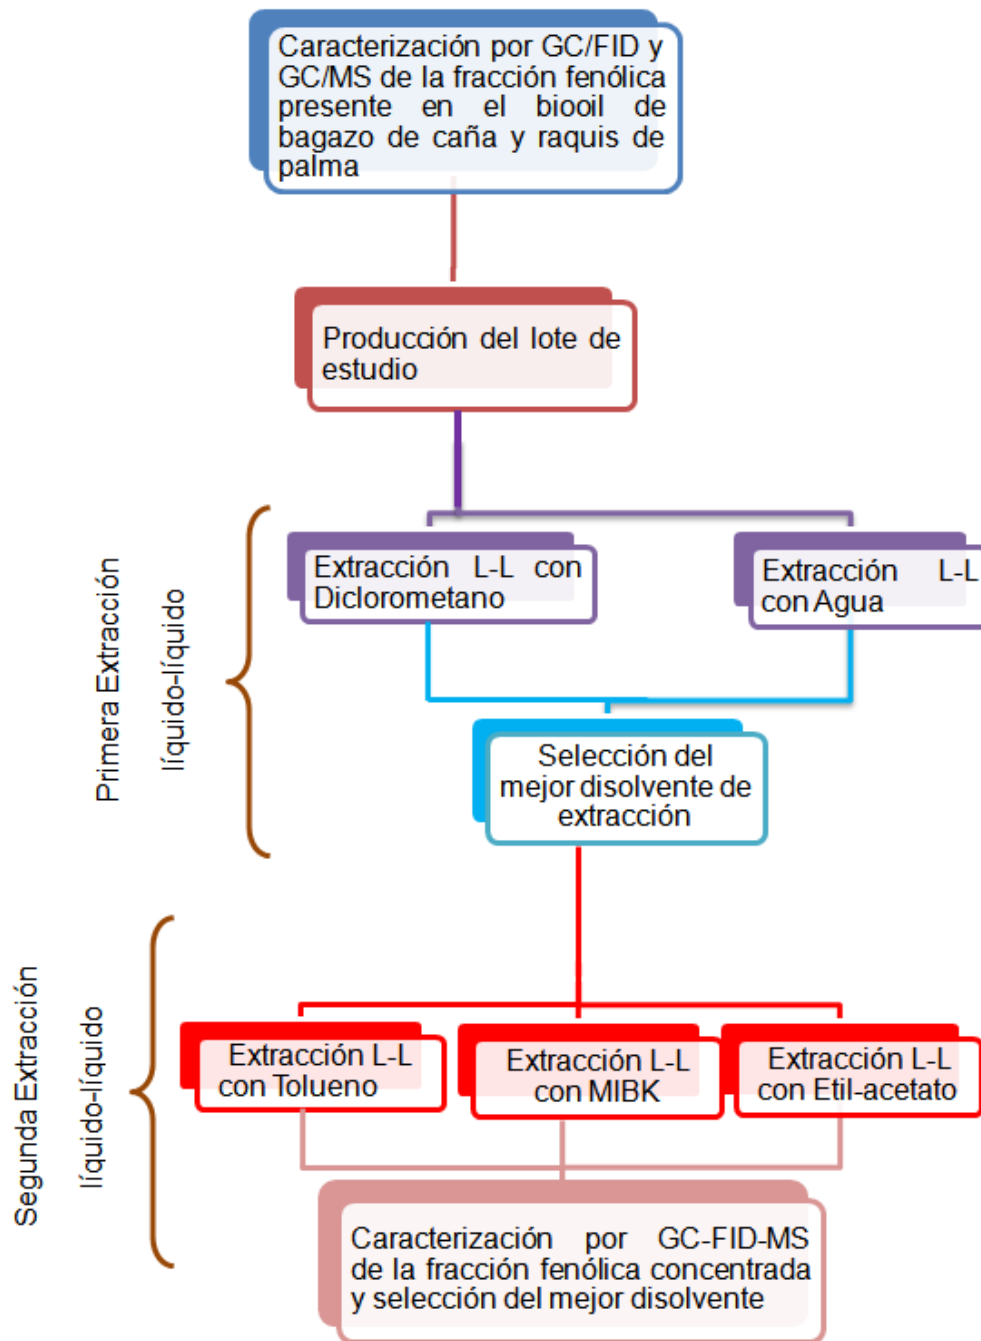 Caracterización por GC/FID y
GC/MS de la fracción fenólica
presente en el biooil de
bagazo de caña y raquis de
palma
Producción del lote de
estudio
Primera Extracción
líquido-líquido
Extracción L-L con
Diclorometano
Extracción L-L
con Agua
Selección del
mejor disolvente de
extracción
Segunda Extracción
líquido-líquido
Extracción L-L
con Tolueno
Extracción L-L
con MIBK
Extracción L-L
con Etil-acetato
Caracterización por GC-FID-MS
de la fracción fenólica concentrada
y selección del mejor disolvente